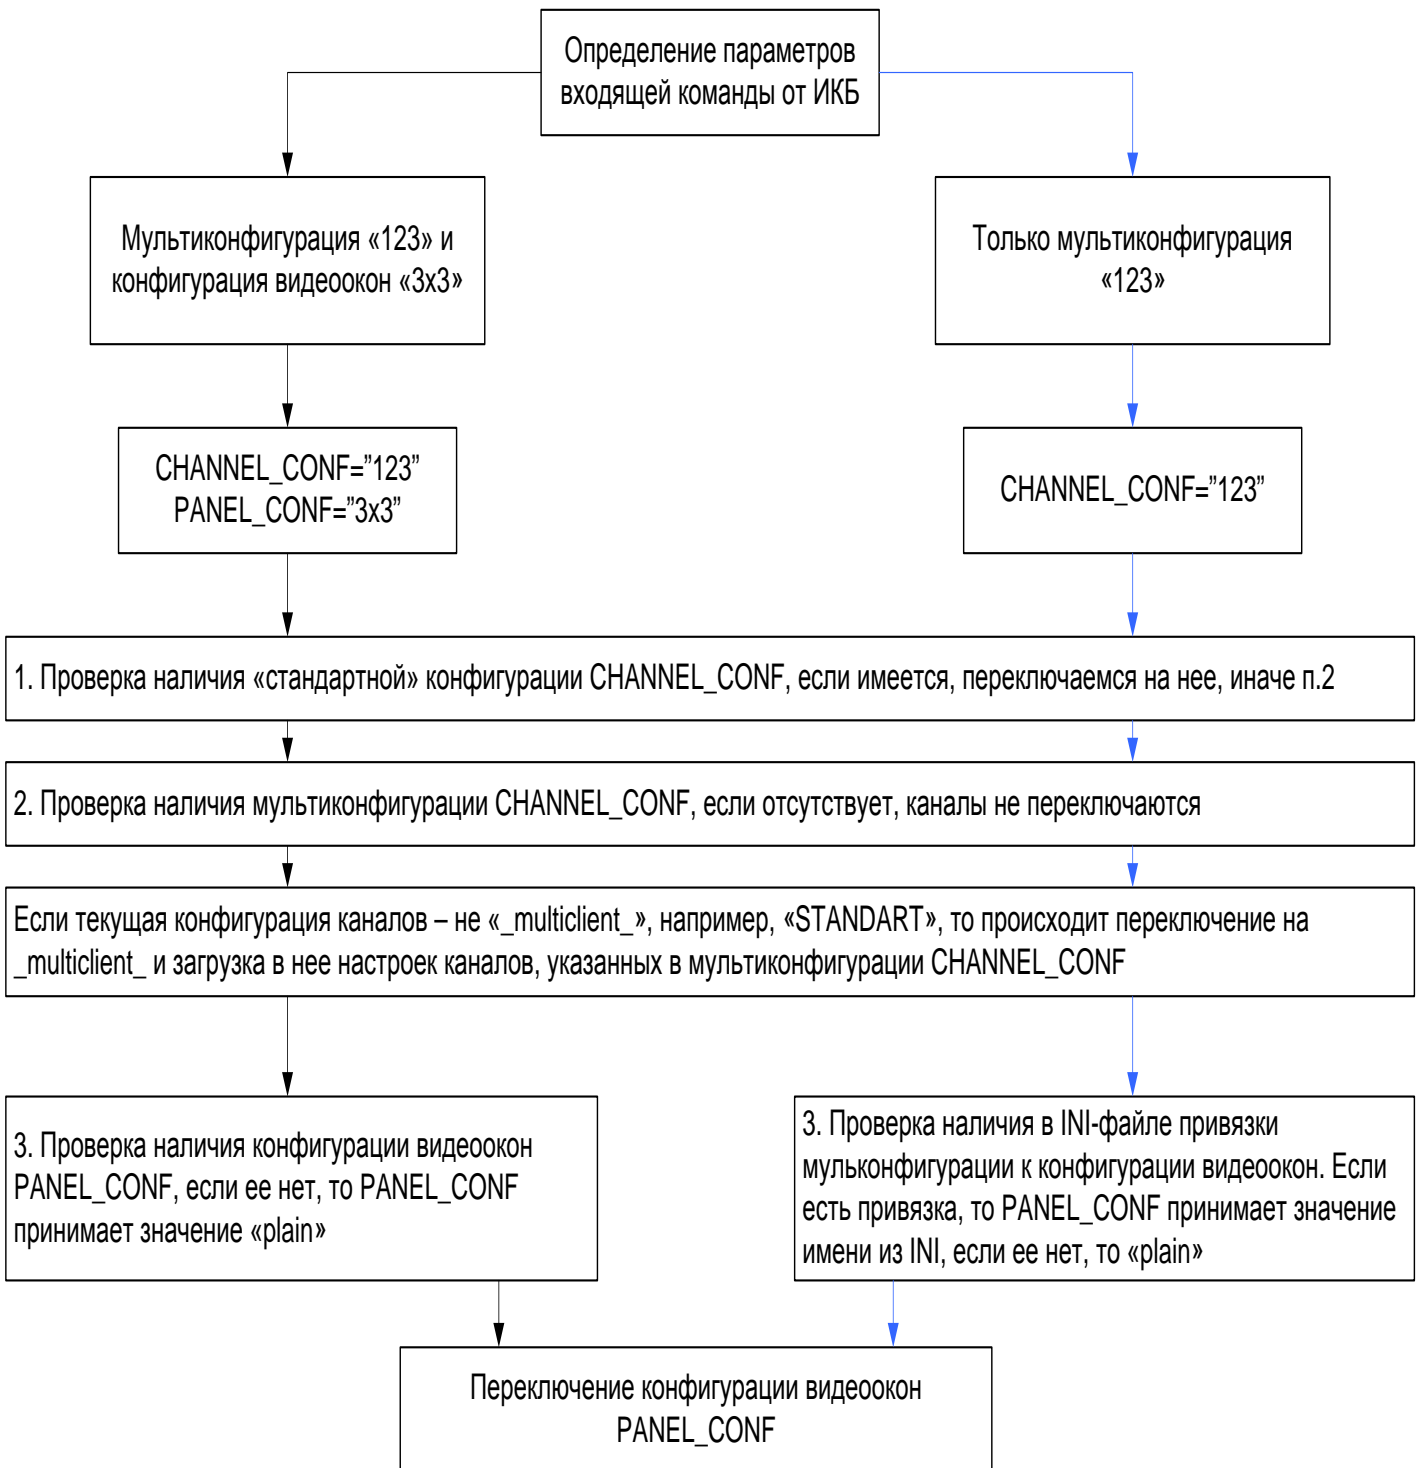 Определение параметров
входящей команды от ИКБ
Мультиконфигурация «123» и
конфигурация видеоокон «3х3»
Только мультиконфигурация
«123»
CHANNEL_CONF=”123”
PANEL_CONF=”3x3”
CHANNEL_CONF=”123”
1. Проверка наличия «стандартной» конфигурации CHANNEL_CONF, если имеется, переключаемся на нее, иначе п.2
2. Проверка наличия мультиконфигурации CHANNEL_CONF, если отсутствует, каналы не переключаются
Если текущая конфигурация каналов – не «_multiclient_», например, «STANDART», то происходит переключение на
_multiclient_ и загрузка в нее настроек каналов, указанных в мультиконфигурации CHANNEL_CONF
3. Проверка наличия конфигурации видеоокон
PANEL_CONF, если ее нет, то PANEL_CONF
принимает значение «plain»
3. Проверка наличия в INI-файле привязки
мульконфигурации к конфигурации видеоокон. Если
есть привязка, то PANEL_CONF принимает значение
имени из INI, если ее нет, то «plain»
Переключение конфигурации видеоокон
PANEL_CONF